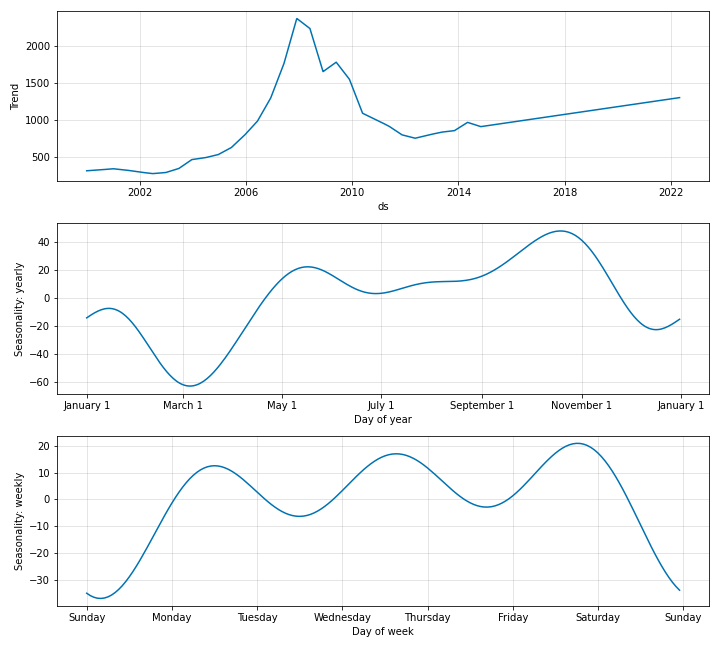 Trend
2000
1500
1000
500
2002 2006 2010 2014 2018 2022
ds
Seasonality: yearly
40
20
0
−20
−40
−60
January 1 March 1 May 1 July 1 September 1 November 1 January 1
Day of year
Seasonality: weekly
20
10
0
−10
−20
−30
Sunday Monday Tuesday Wednesday Thursday Friday Saturday Sunday
Day of week